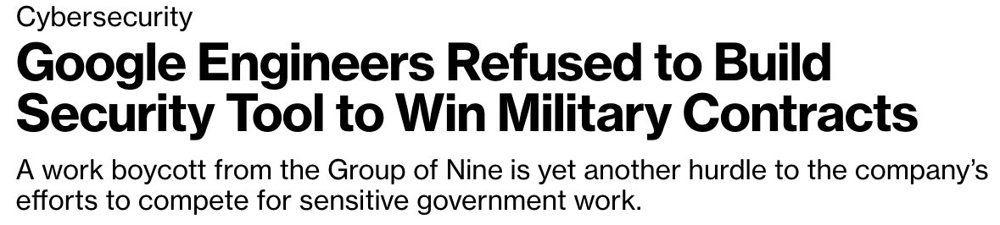 Cybersecurity
Google Engineers Refused to Build
Security Tool to Win Military Contracts
A work boycott from the Group of Nine is yet another hurdle to the company’s
efforts to compete for sensitive government work.